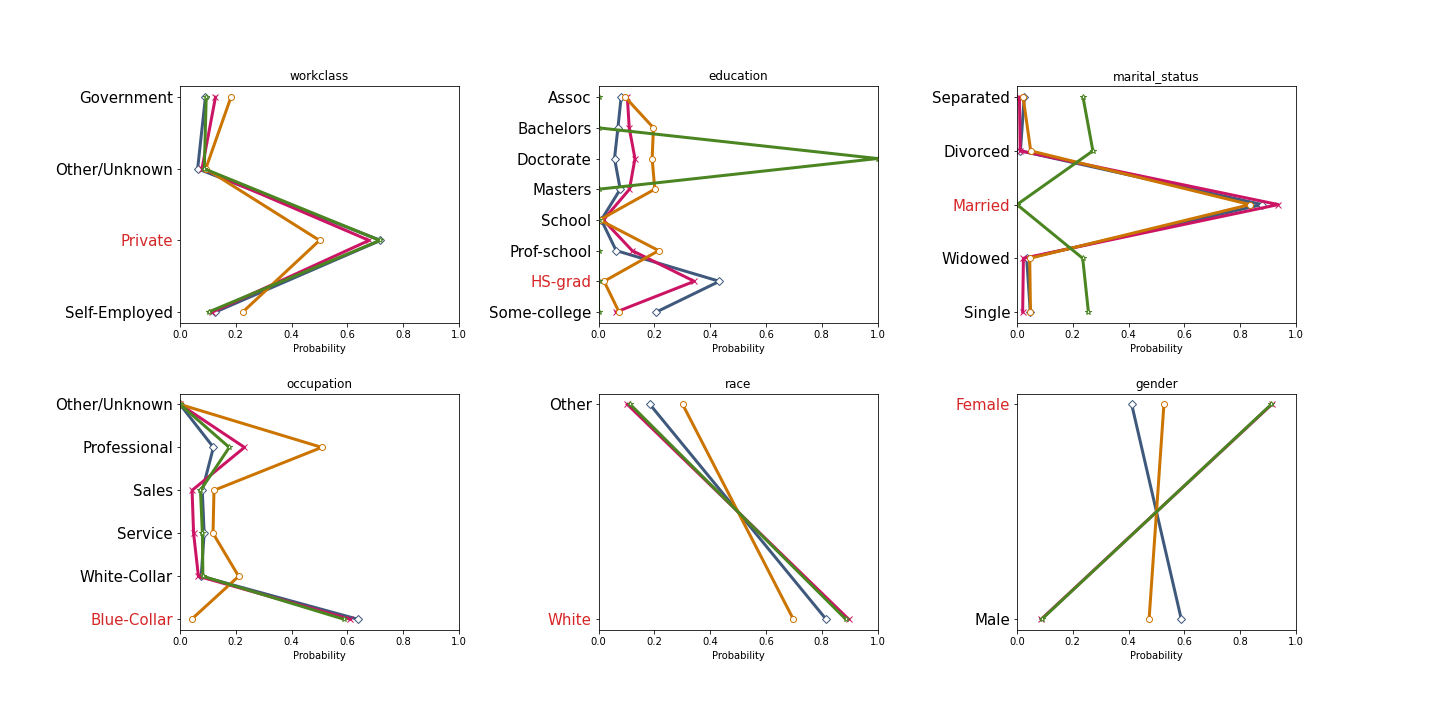 workclass
Government
Other/Unknown
Private
Self-Employed
0.0 0.2 0.4 0.6 0.8 1.0
Probability
education
Assoc
Bachelors
Doctorate
Masters
School
Prof-school
HS-grad
Some-college
0.0 0.2 0.4 0.6 0.8 1.0
Probability
marital_status
Separated
Divorced
Married
Widowed
Single
0.0 0.2 0.4 0.6 0.8 1.0
Probability
occupation
Other/Unknown
Professional
Sales
Service
White-Collar
Blue-Collar
0.0 0.2 0.4 0.6 0.8 1.0
Probability
race
Other
White
0.0 0.2 0.4 0.6 0.8 1.0
Probability
gender
Female
Male
0.0 0.2 0.4 0.6 0.8 1.0
Probability